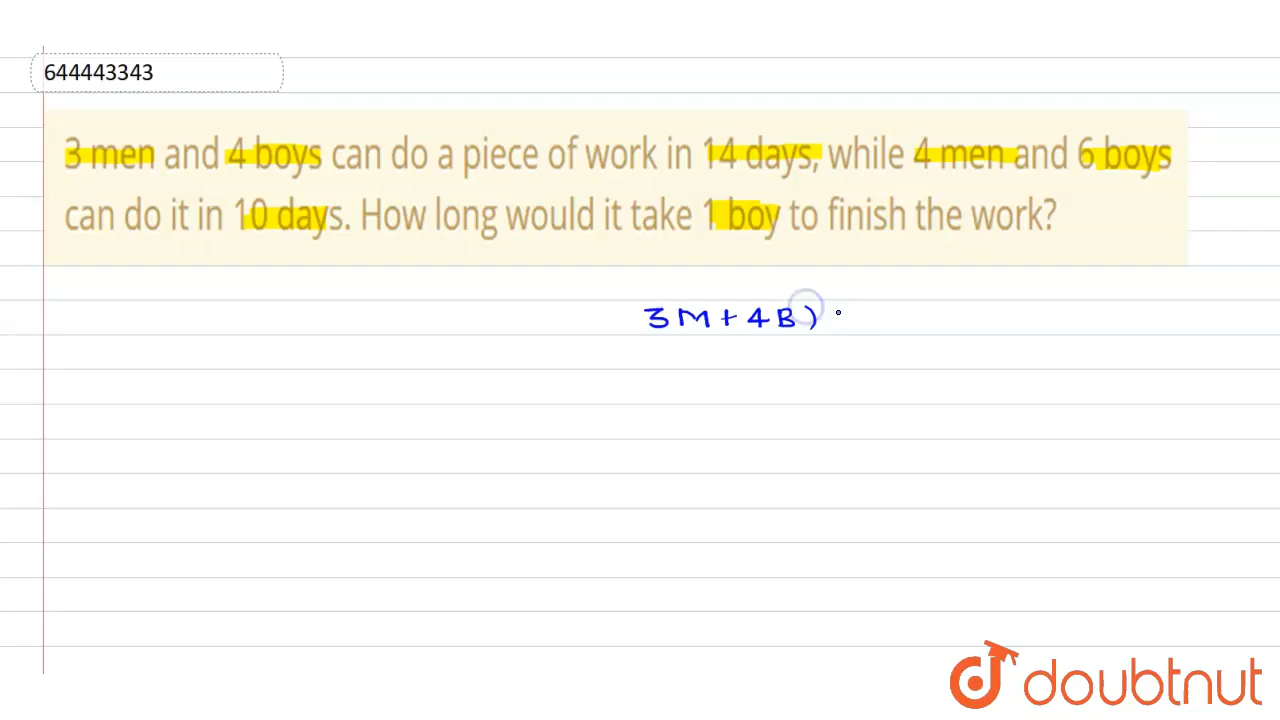 644443343
3 men and 4 boys can do a piece of work in 14 days, while 4 men and 6 boys
can do it in 10 days. How long would it take 1 boy to finish the work?
3M+4B)
doubtnut